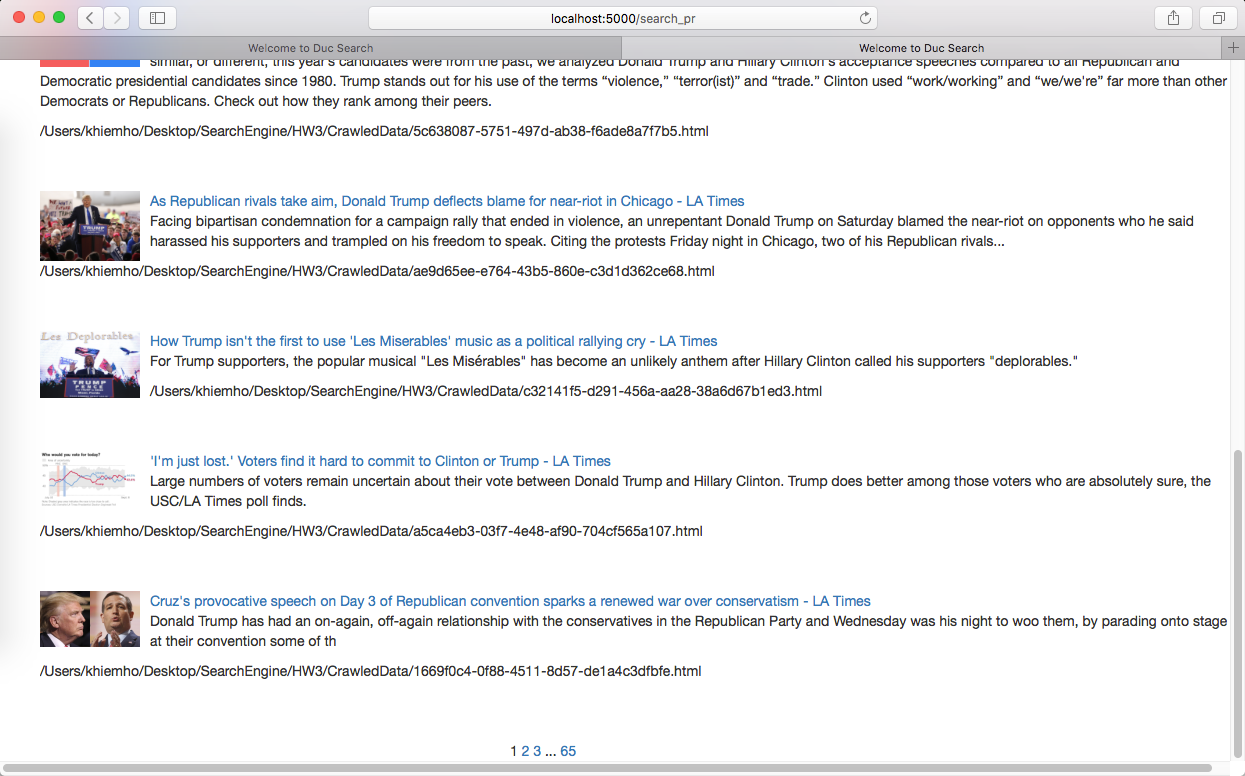 localhost:5000/search_pr
Welcome to Duc Search
Welcome to Duc Search
similar, or different, this year's candidates were from the past, we analyzed Donald Trump and Hillary Clinton's acceptance speeches compared to all Republican and
Democratic presidential candidates since 1980. Trump stands out for his use of the terms “violence,” “terror(ist)” and “trade.” Clinton used “work/working” and “we/we're” far more than other
Democrats or Republicans. Check out how they rank among their peers.
/Users/khiemho/Desktop/SearchEngine/HW3/CrawledData/5c638087-5751-497d-ab38-f6ade8a7f7b5.html
As Republican rivals take aim, Donald Trump deflects blame for near-riot in Chicago - LA Times
Facing bipartisan condemnation for a campaign rally that ended in violence, an unrepentant Donald Trump on Saturday blamed the near-riot on opponents who he said
harassed his supporters and trampled on his freedom to speak. Citing the protests Friday night in Chicago, two of his Republican rivals...
TRUMP
/Users/khiemho/Desktop/SearchEngine/HW3/CrawledData/ae9d65ee-e764-43b5-860e-c3d1d362ce68.html
Les Deplorables
TRUMP
PENCE
How Trump isn't the first to use 'Les Miserables' music as a political rallying cry - LA Times
For Trump supporters, the popular musical "Les Misérables" has become an unlikely anthem after Hillary Clinton called his supporters "deplorables."
/Users/khiemho/Desktop/SearchEngine/HW3/CrawledData/c32141f5-d291-456a-aa28-38a6d67b1ed3.html
Who would you vote for today?
'I'm just lost.' Voters find it hard to commit to Clinton or Trump - LA Times
Large numbers of voters remain uncertain about their vote between Donald Trump and Hillary Clinton. Trump does better among those voters who are absolutely sure, the
USC/LA Times poll finds.
/Users/khiemho/Desktop/SearchEngine/HW3/CrawledData/a5ca4eb3-03f7-4e48-af90-704cf565a107.html
Cruz's provocative speech on Day 3 of Republican convention sparks a renewed war over conservatism - LA Times
Donald Trump has had an on-again, off-again relationship with the conservatives in the Republican Party and Wednesday was his night to woo them, by parading onto stage
at their convention some of th
/Users/khiemho/Desktop/SearchEngine/HW3/CrawledData/1669f0c4-0f88-4511-8d57-de1a4c3dfbfe.html
1 2 3 ... 65